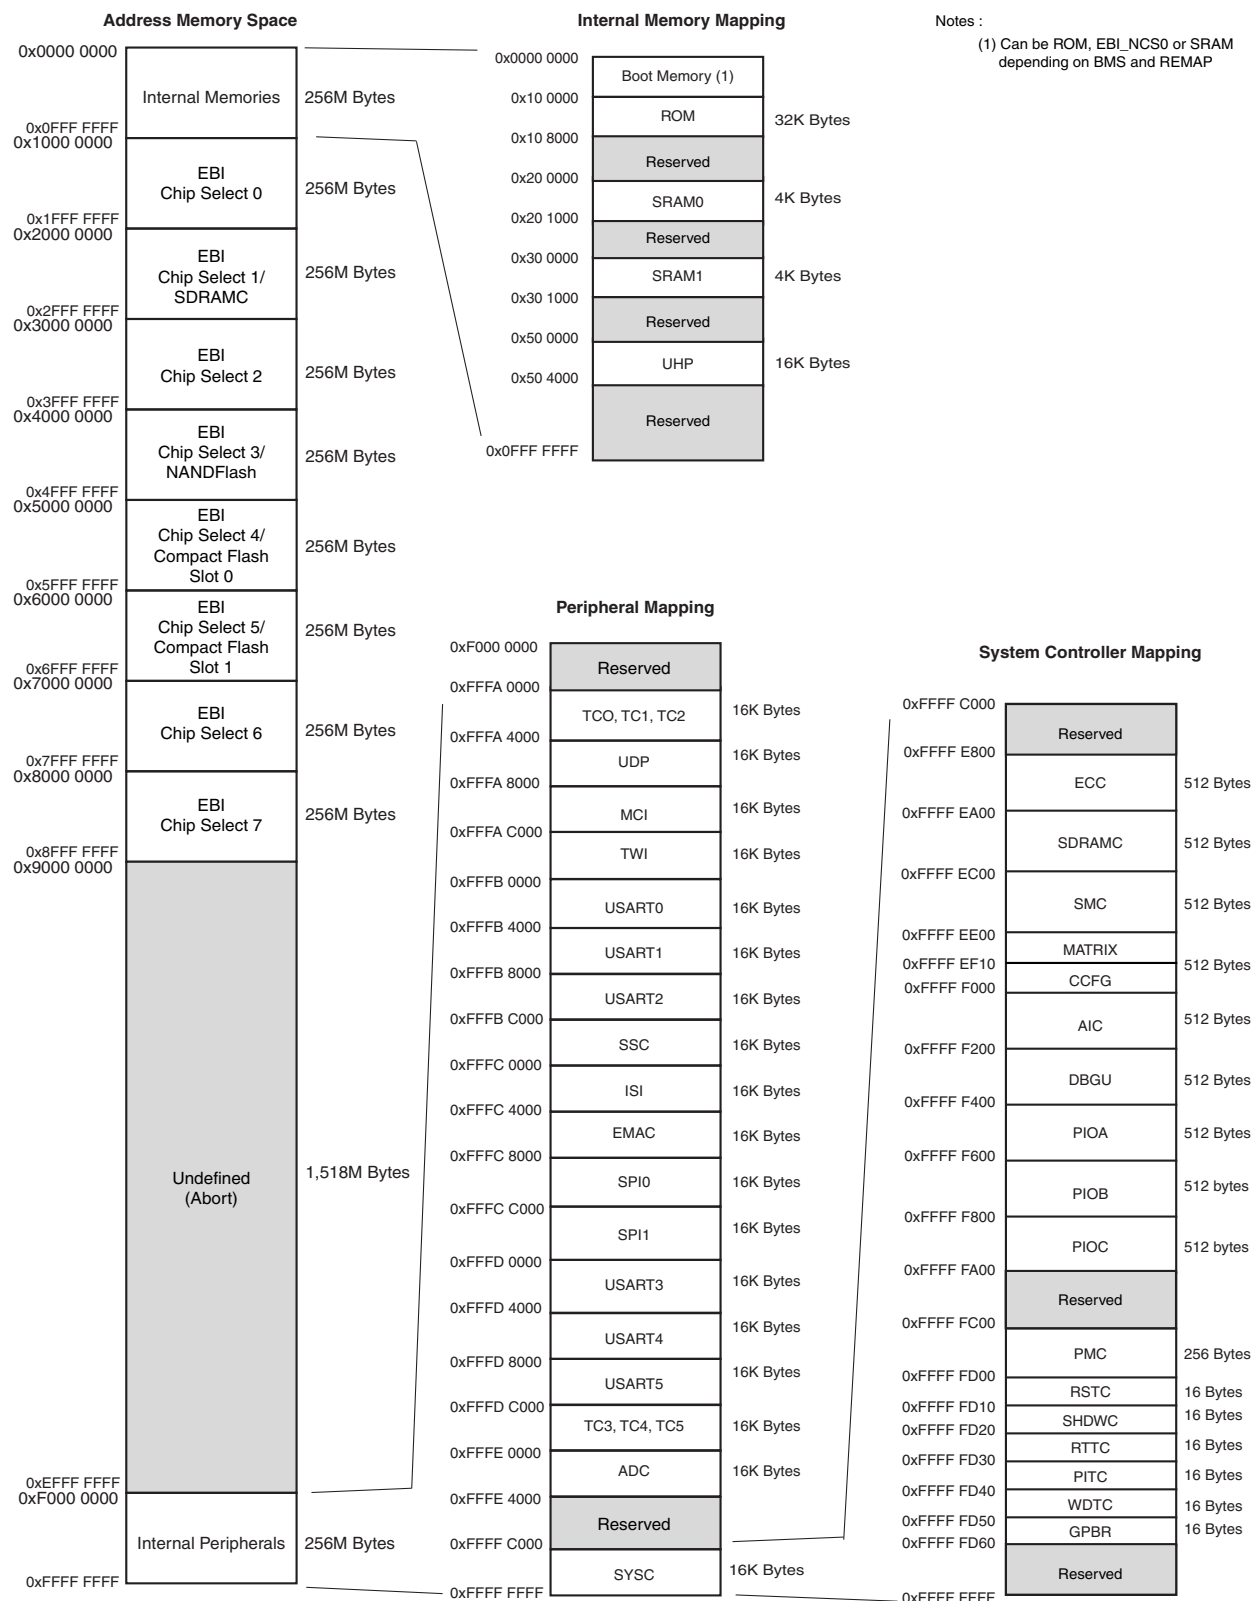 Address Memory Space
0x0000 0000
Internal Memories
256M Bytes
0x0FFF FFFF
0x1000 0000
EBI
Chip Select 0
256M Bytes
0x1FFF FFFF
0x2000 0000
EBI
Chip Select 1/
SDRAMC
256M Bytes
0x2FFF FFFF
0x3000 0000
EBI
Chip Select 2
256M Bytes
0x3FFF FFFF
0x4000 0000
EBI
Chip Select 3/
NANDFlash
256M Bytes
0x4FFF FFFF
0x5000 0000
EBI
Chip Select 4/
Compact Flash
Slot 0
256M Bytes
0x5FFF FFFF
0x6000 0000
EBI
Chip Select 5/
Compact Flash
Slot 1
256M Bytes
0x6FFF FFFF
0x7000 0000
EBI
Chip Select 6
256M Bytes
0x7FFF FFFF
0x8000 0000
EBI
Chip Select 7
256M Bytes
0x8FFF FFFF
0x9000 0000
Undefined
(Abort)
1,518M Bytes
0xEFFF FFFF
0xF000 0000
Internal Peripherals
256M Bytes
0xFFFF FFFF
Internal Memory Mapping
0x0000 0000
Boot Memory (1)
0x10 0000
ROM
32K Bytes
0x10 8000
Reserved
0x20 0000
SRAM0
4K Bytes
0x20 1000
Reserved
0x30 0000
SRAM1
4K Bytes
0x30 1000
Reserved
0x50 0000
UHP
16K Bytes
0x50 4000
Reserved
0x0FFF FFFF
Notes :
(1) Can be ROM, EBI_NCS0 or SRAM
depending on BMS and REMAP
Peripheral Mapping
0xF000 0000
Reserved
0xFFFA 0000
TCO, TC1, TC2
16K Bytes
0xFFFA 4000
UDP
16K Bytes
0xFFFA 8000
MCI
16K Bytes
0xFFFA C000
TWI
16K Bytes
0xFFFB 0000
USART0
16K Bytes
0xFFFB 4000
USART1
16K Bytes
0xFFFB 8000
USART2
16K Bytes
0xFFFB C000
SSC
16K Bytes
0xFFFC 0000
ISI
16K Bytes
0xFFFC 4000
EMAC
16K Bytes
0xFFFC 8000
SPI0
16K Bytes
0xFFFC C000
SPI1
16K Bytes
0xFFFD 0000
USART3
16K Bytes
0xFFFD 4000
USART4
16K Bytes
0xFFFD 8000
USART5
16K Bytes
0xFFFD C000
TC3, TC4, TC5
16K Bytes
0xFFFE 0000
ADC
16K Bytes
0xFFFE 4000
Reserved
0xFFFF C000
SYSC
16K Bytes
0xFFFF FFFF
System Controller Mapping
0xFFFF C000
Reserved
0xFFFF E800
ECC
512 Bytes
0xFFFF EA00
SDRAMC
512 Bytes
0xFFFF EC00
SMC
512 Bytes
0xFFFF EE00
MATRIX
0xFFFF EF10
512 Bytes
CCFG
0xFFFF F000
AIC
512 Bytes
0xFFFF F200
DBGU
512 Bytes
0xFFFF F400
PIOA
512 Bytes
0xFFFF F600
PIOB
512 bytes
0xFFFF F800
PIOC
512 bytes
0xFFFF FA00
Reserved
0xFFFF FC00
PMC
256 Bytes
0xFFFF FD00
RSTC
16 Bytes
0xFFFF FD10
SHDWC
16 Bytes
0xFFFF FD20
RTTC
16 Bytes
0xFFFF FD30
PITC
16 Bytes
0xFFFF FD40
WDTC
16 Bytes
0xFFFF FD50
GPBR
16 Bytes
0xFFFF FD60
Reserved
0xFFFF FFFF